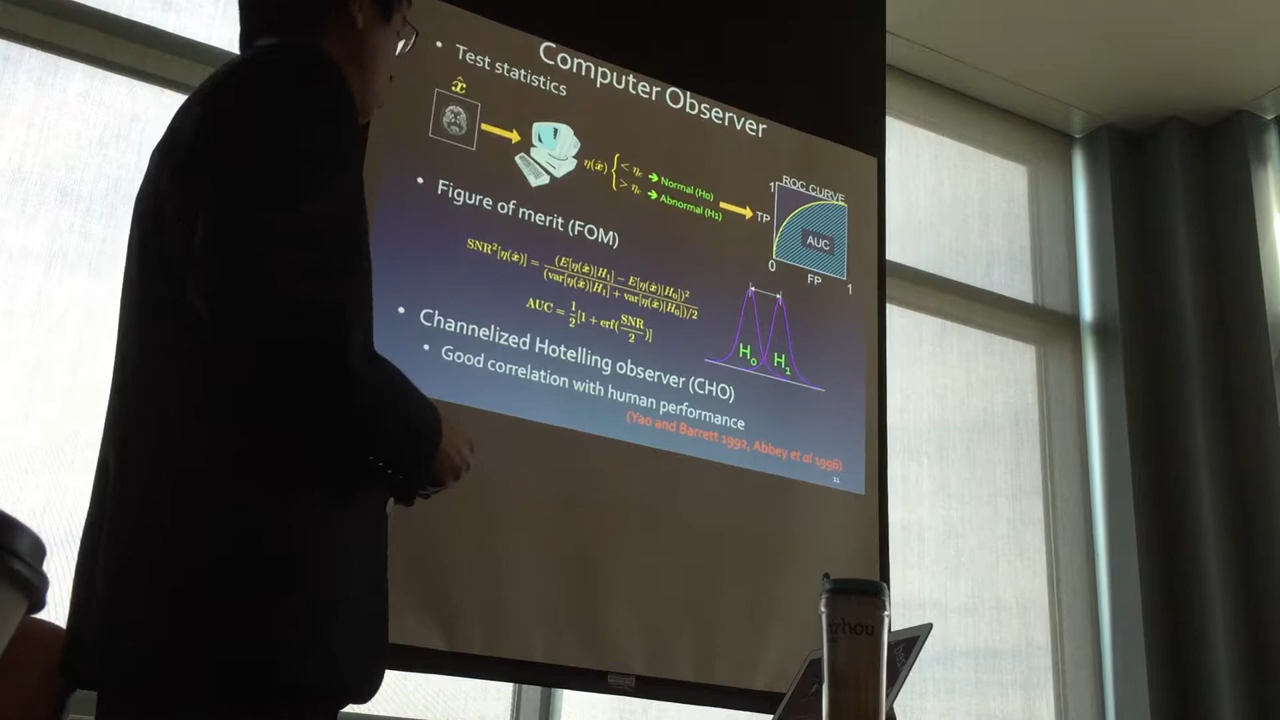 Computer Observer
• Test statistics
x̂
η(x̂) { < η_c → Normal (H0)
> η_c → Abnormal (H1)
ROC CURVE
1
TP
AUC
0
FP
1
• Figure of merit (FOM)
SNR²[η(x̂)] = (E[η(x̂)|H₁] − E[η(x̂)|H₀])² / (var[η(x̂)|H₁] + var[η(x̂)|H₀])/2
AUC = 1/2[1 + erf(SNR/2)]
H₀ H₁
• Channelized Hotelling observer (CHO)
• Good correlation with human performance
(Yao and Barrett 1992, Abbey et al 1996)
11
zhou